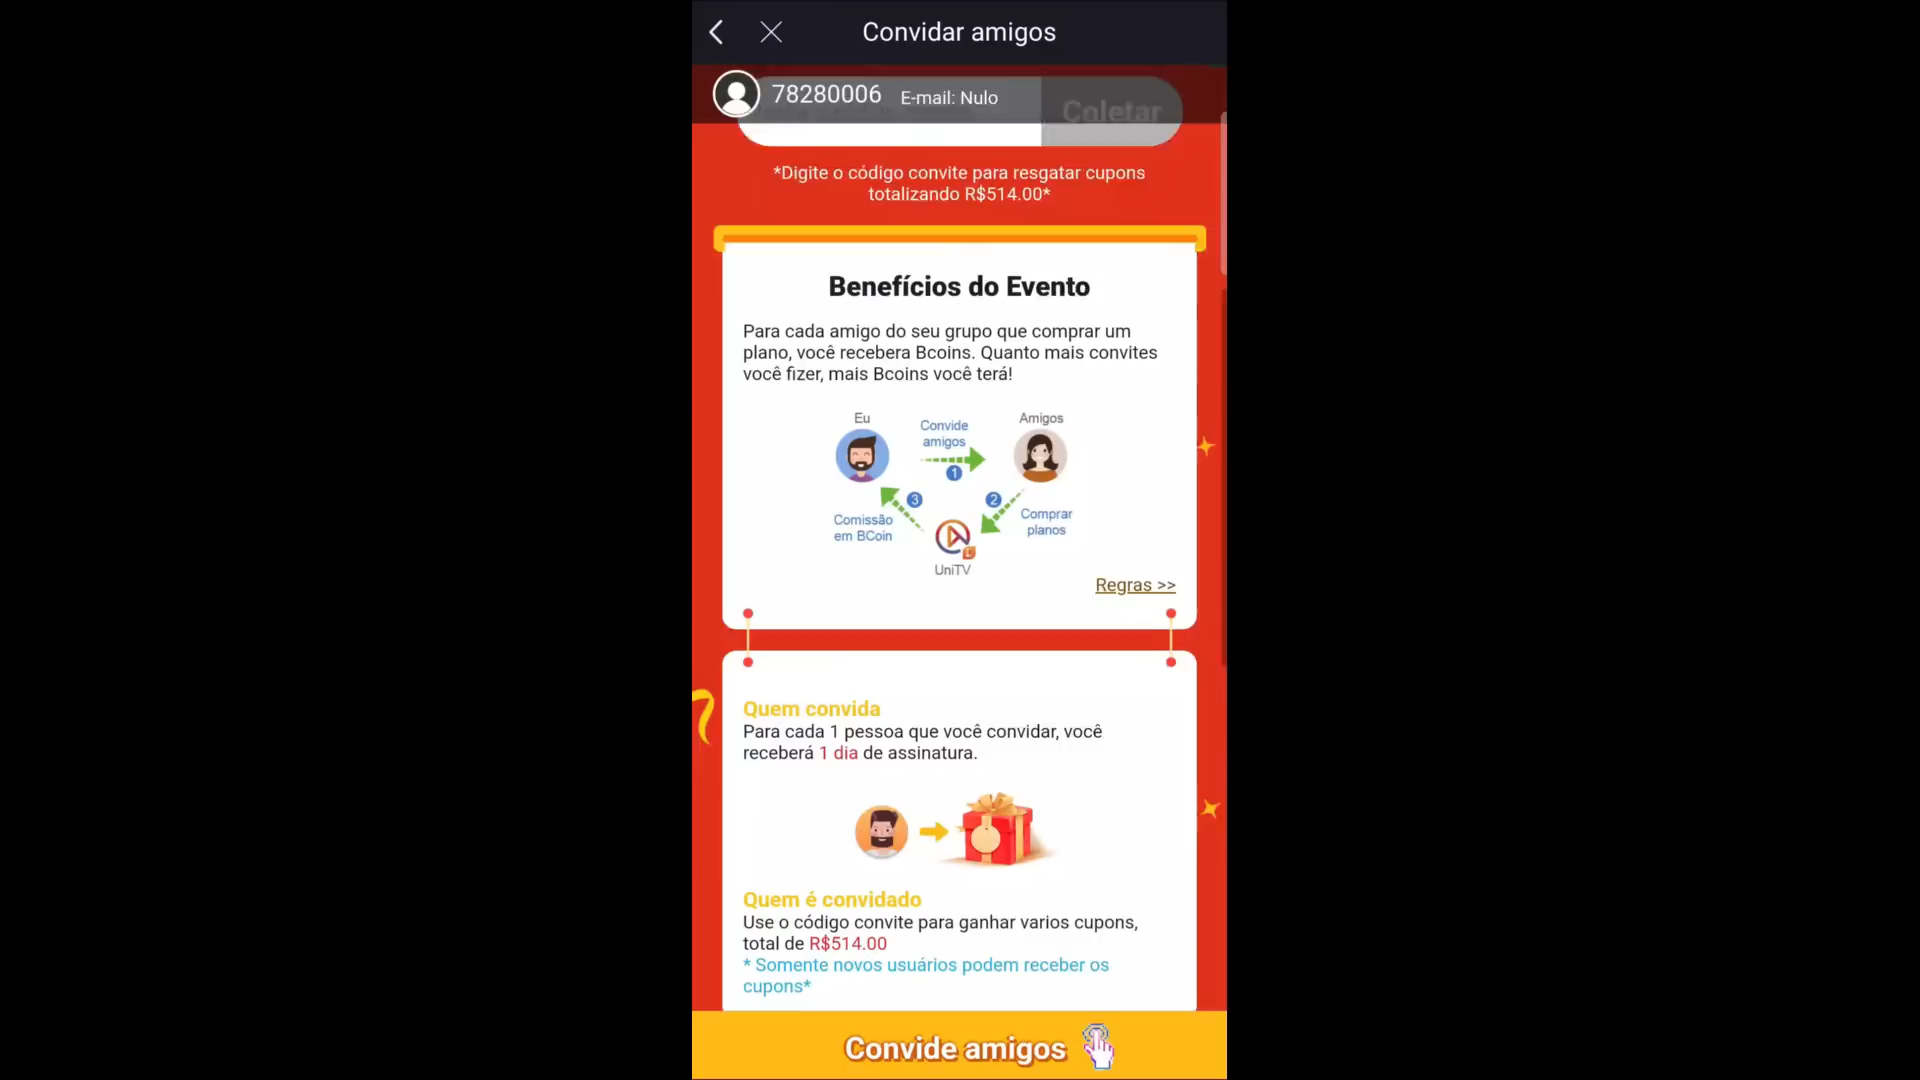 Convidar amigos
78280006 E-mail: Nulo
Coletar
*Digite o código convite para resgatar cupons
totalizando R$514.00*
Benefícios do Evento
Para cada amigo do seu grupo que comprar um
plano, você recebera Bcoins. Quanto mais convites
você fizer, mais Bcoins você terá!
Eu
Amigos
Convide
amigos
1
3
2
Comissão
em BCoin
Comprar
planos
UniTV
Regras >>
Quem convida
Para cada 1 pessoa que você convidar, você
receberá 1 dia de assinatura.
Quem é convidado
Use o código convite para ganhar varios cupons,
total de R$514.00
* Somente novos usuários podem receber os
cupons*
Convide amigos